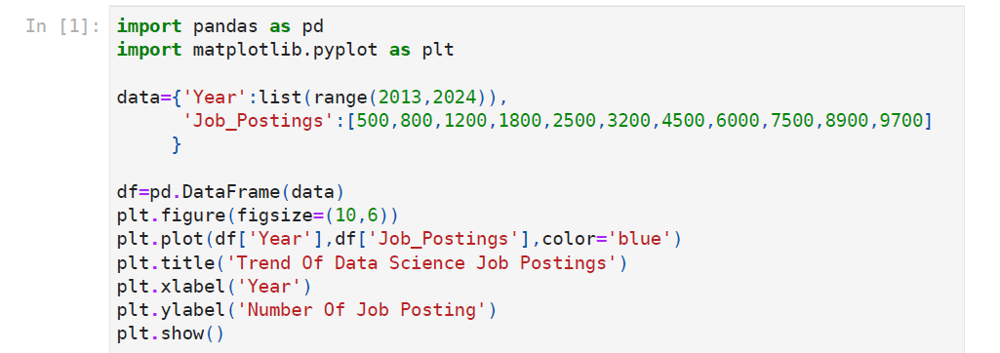 In [1]: import pandas as pd
import matplotlib.pyplot as plt
data={'Year':list(range(2013,2024)),
'Job_Postings':[500,800,1200,1800,2500,3200,4500,6000,7500,8900,9700]
}
df=pd.DataFrame(data)
plt.figure(figsize=(10,6))
plt.plot(df['Year'],df['Job_Postings'],color='blue')
plt.title('Trend Of Data Science Job Postings')
plt.xlabel('Year')
plt.ylabel('Number Of Job Posting')
plt.show()